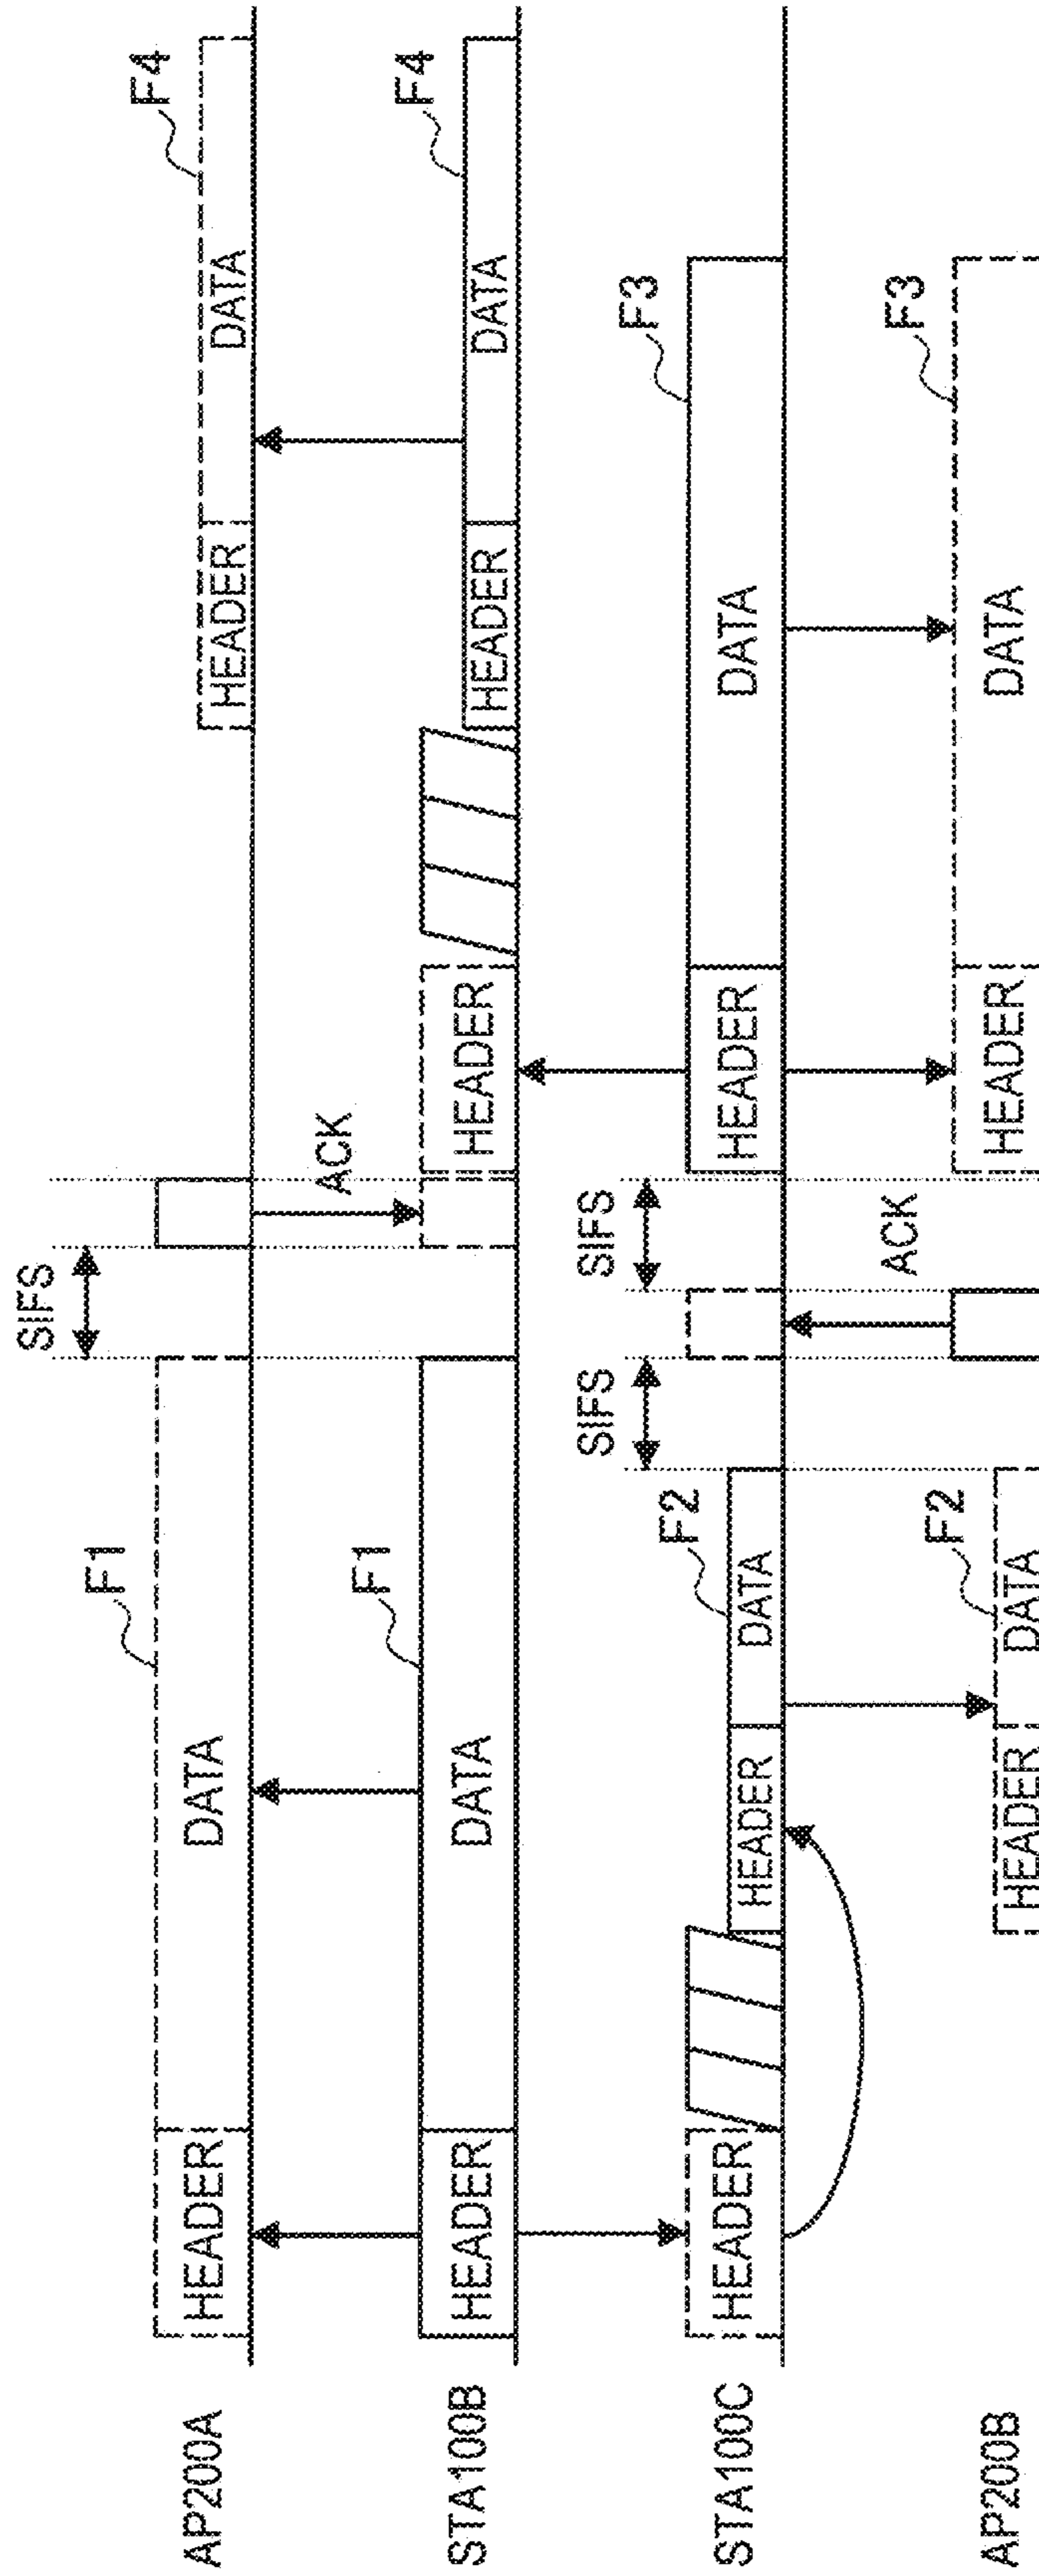 AP200A
HEADER
DATA
F1
SIFS
HEADER
DATA
F4
STA100B
HEADER
DATA
F1
ACK
HEADER
HEADER
DATA
F4
STA100C
HEADER
HEADER
DATA
F2
SIFS
SIFS
HEADER
DATA
F3
AP200B
HEADER
DATA
F2
ACK
HEADER
DATA
F3